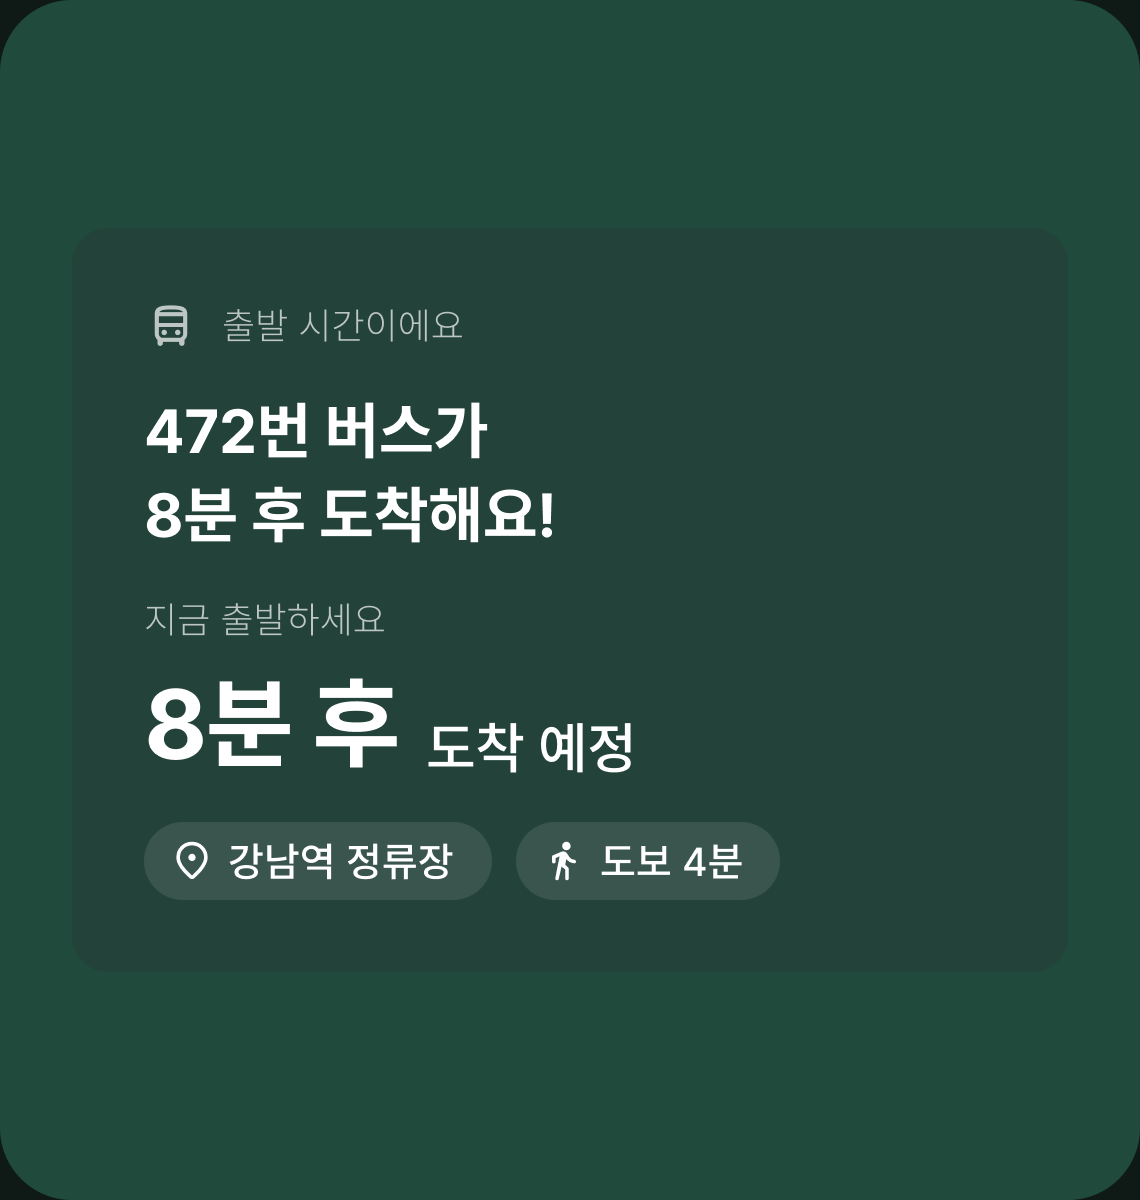 출발 시간이에요
472번 버스가
8분 후 도착해요!
지금 출발하세요
8분 후 도착 예정
강남역 정류장 도보 4분